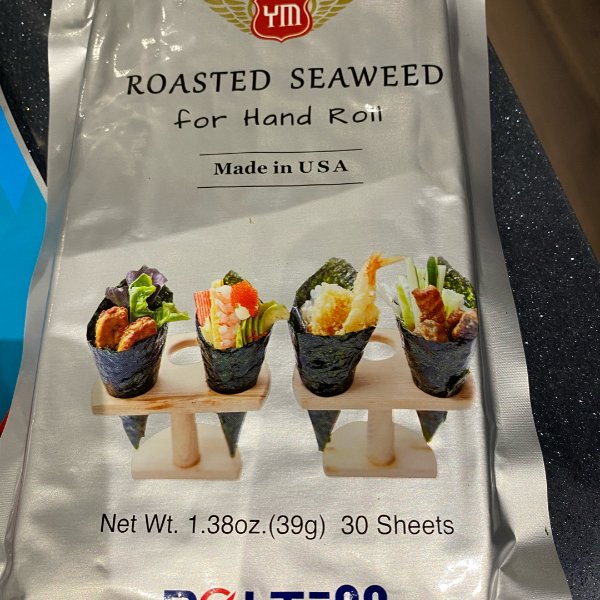 YM
ROASTED SEAWEED
for Hand Roll
Made in USA
Net Wt. 1.38oz.(39g) 30 Sheets